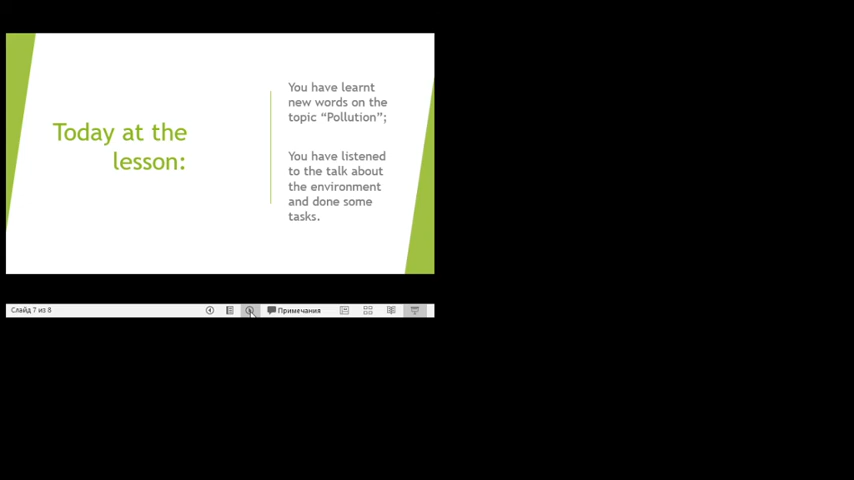 Today at the
lesson:
You have learnt
new words on the
topic “Pollution”;
You have listened
to the talk about
the environment
and done some
tasks.
Слайд 7 из 8
Примечания